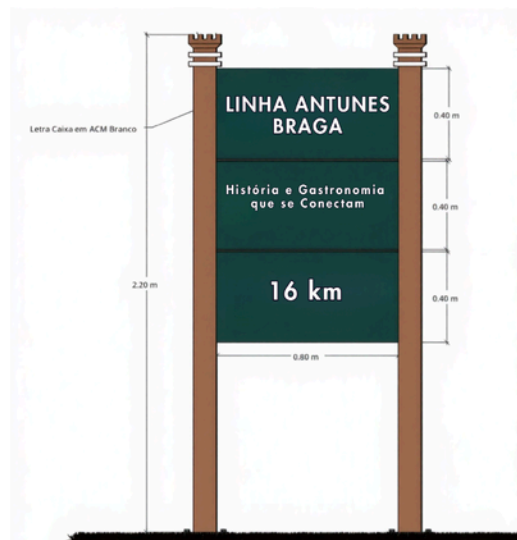 LINHA ANTUNES
BRAGA
0.40 m
Letra Caixa em ACM Branco
História e Gastronomia
que se Conectam
0.40 m
2.20 m
16 km
0.40 m
0.80 m